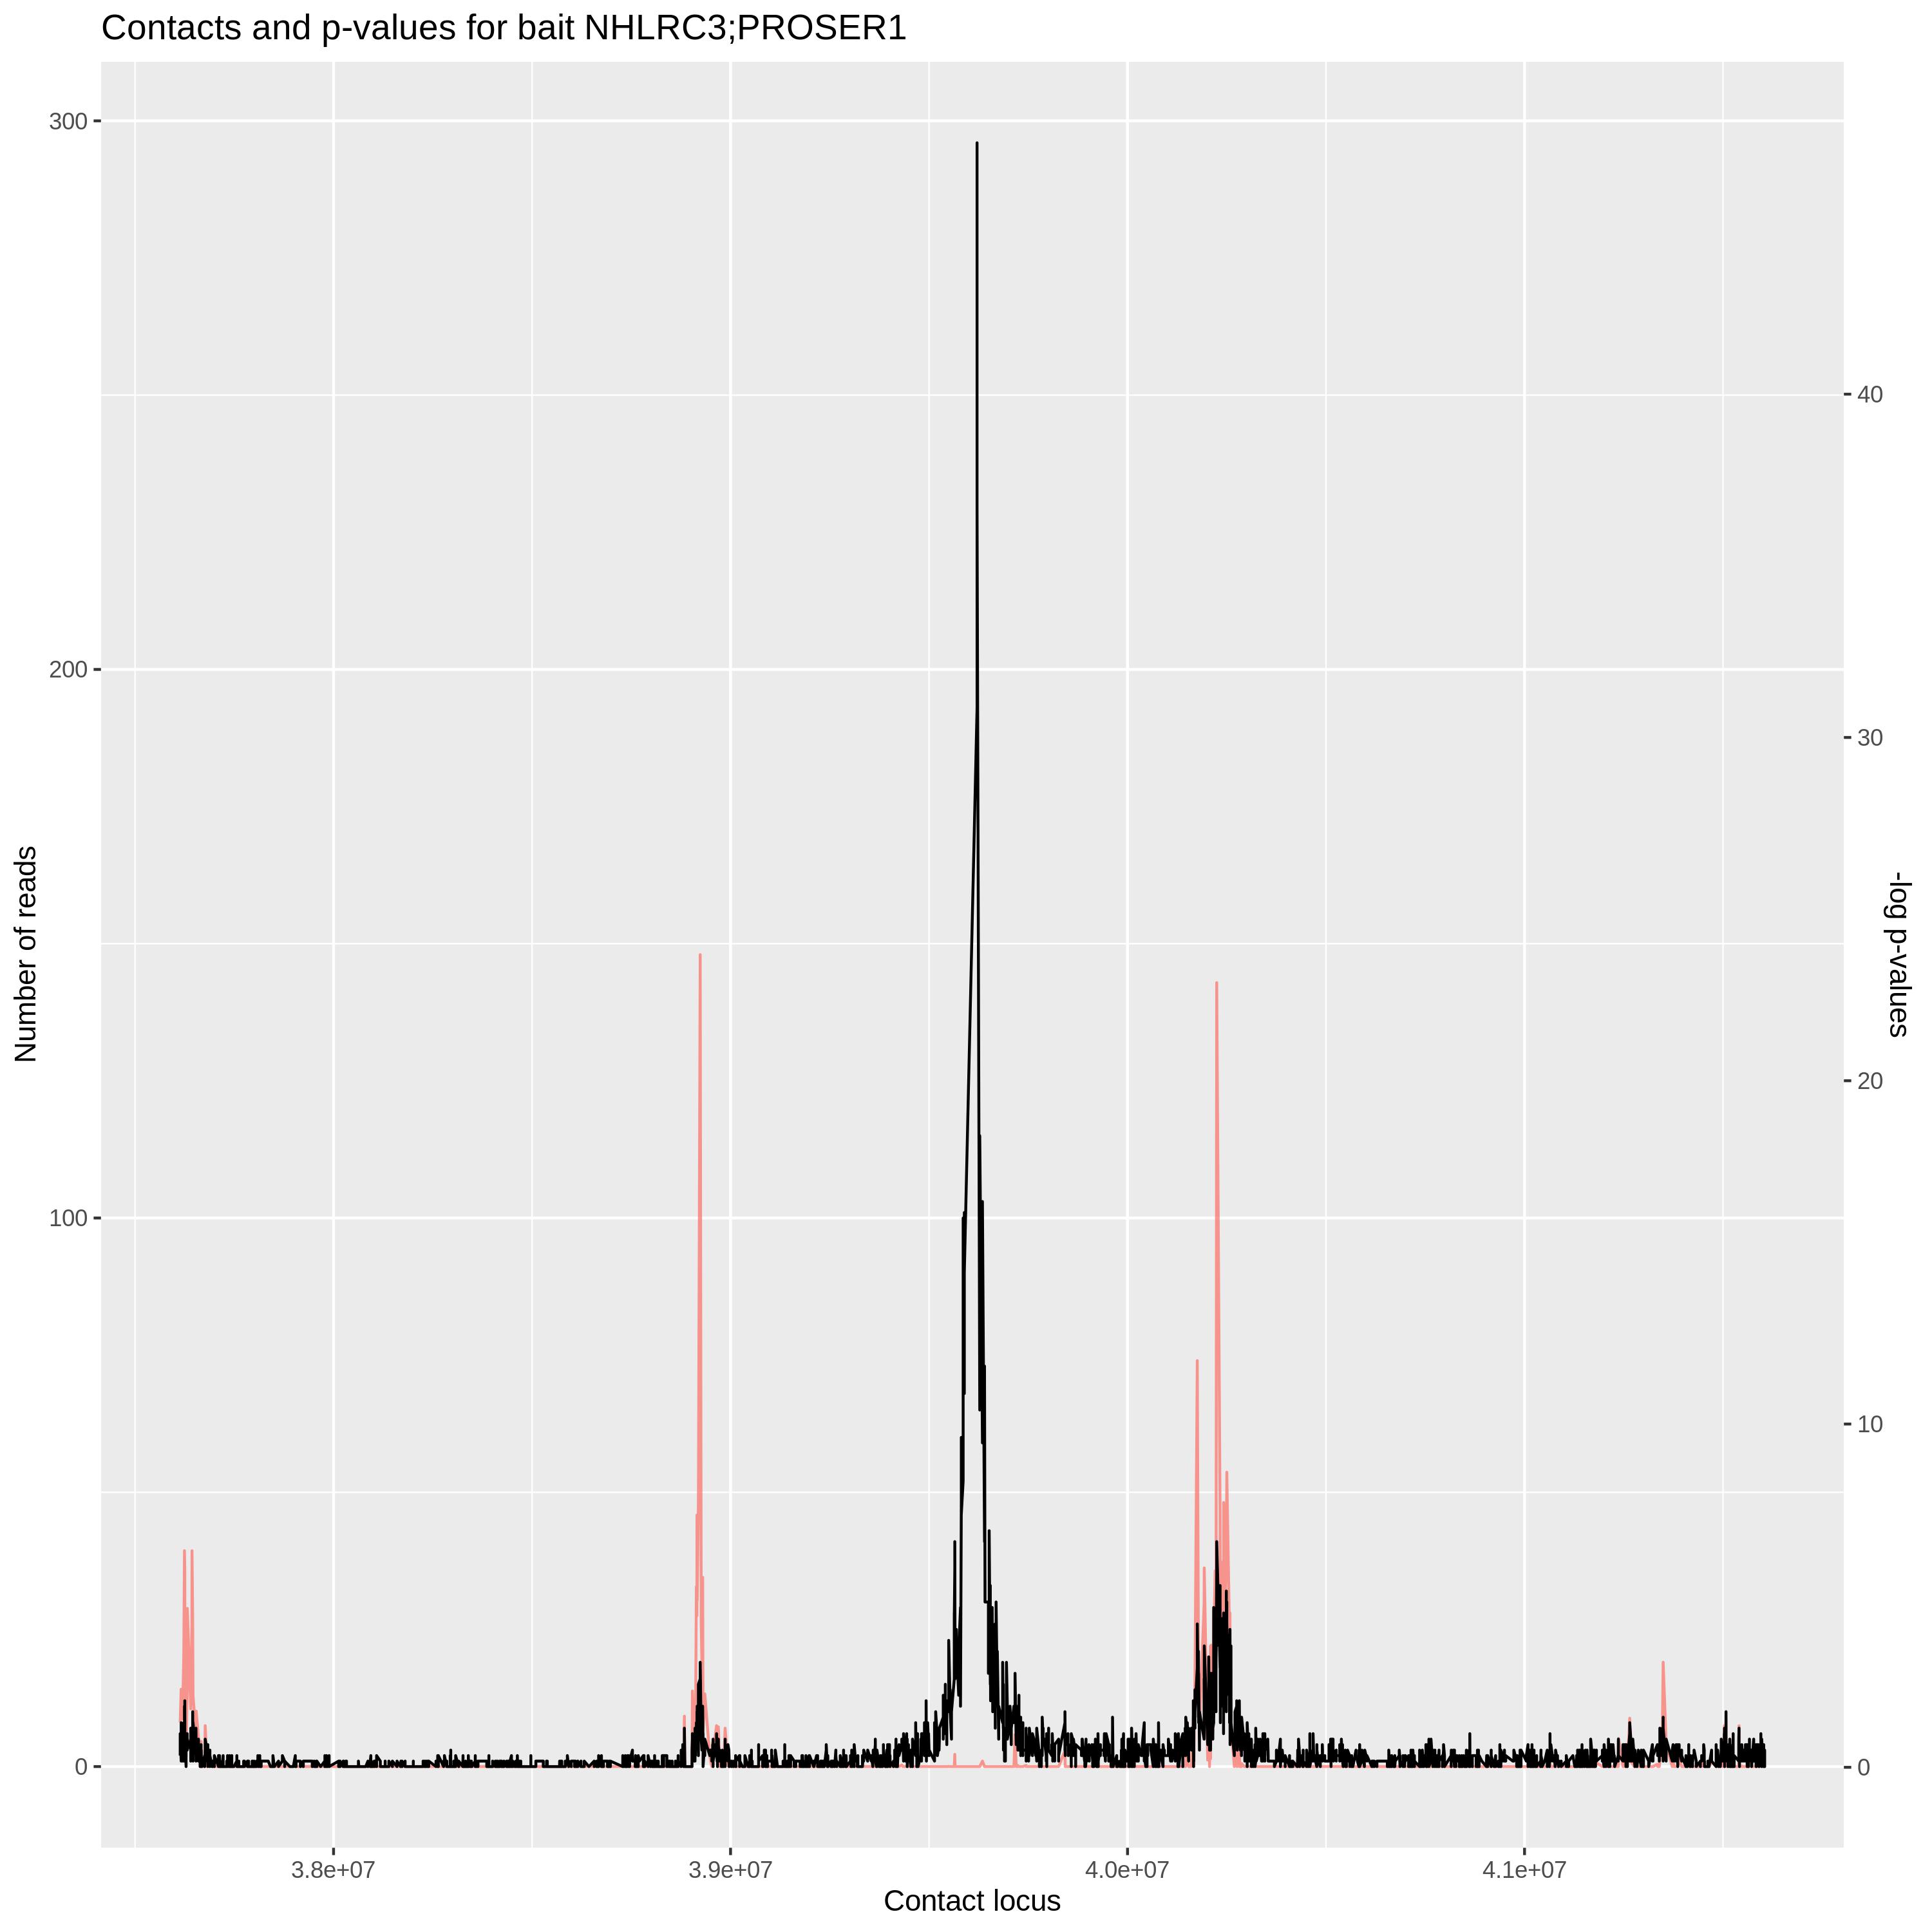 Contacts and p-values for bait NHLRC3;PROSER1
300
200
100
0
Number of reads
40
30
20
10
0
-log p-values
3.8e+07
3.9e+07
4.0e+07
4.1e+07
Contact locus